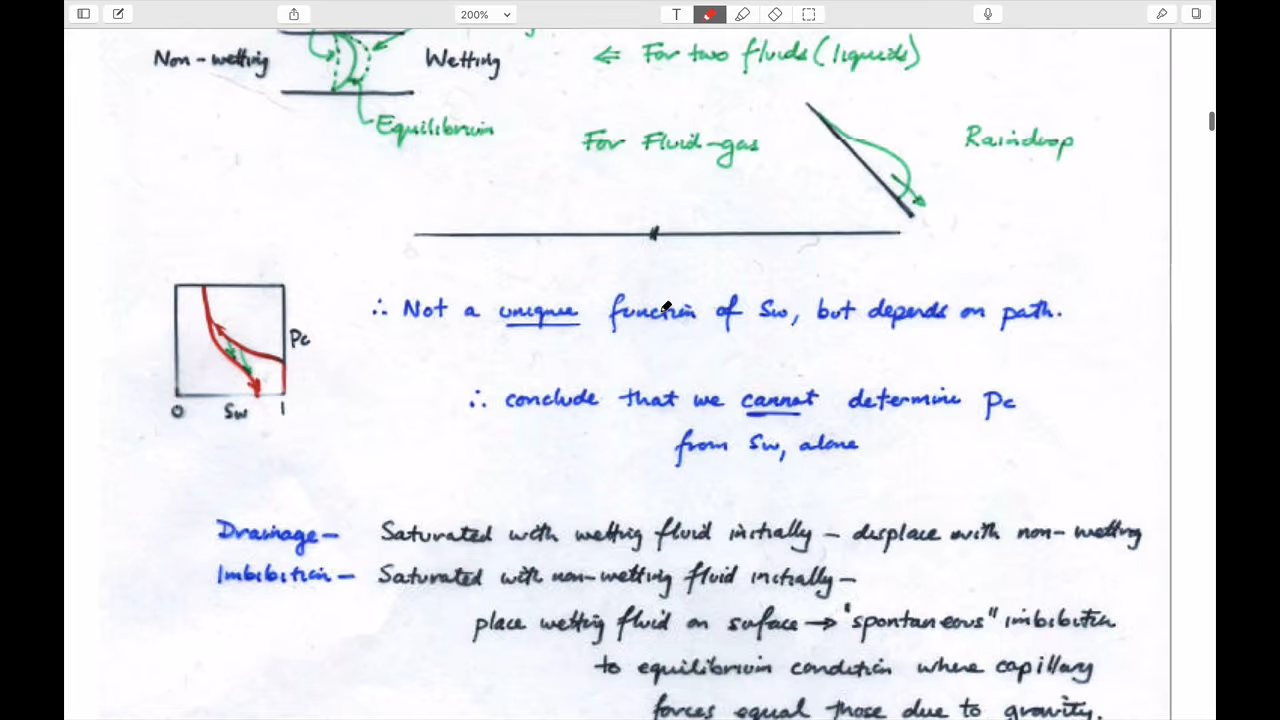 200%
T
Non-wetting
Wetting
⇐ For two fluids (liquids)
Equilibrium
For Fluid-gas
Raindrop
∴ Not a unique function of Sw, but depends on path.
Pc
0 Sw 1
∴ conclude that we cannot determine Pc
from Sw, alone
Drainage - Saturated with wetting fluid initially - displace with non-wetting
Imbibition - Saturated with non-wetting fluid initially -
place wetting fluid on surface → "spontaneous" imbibition
to equilibrium condition where capillary
forces equal those due to gravity.